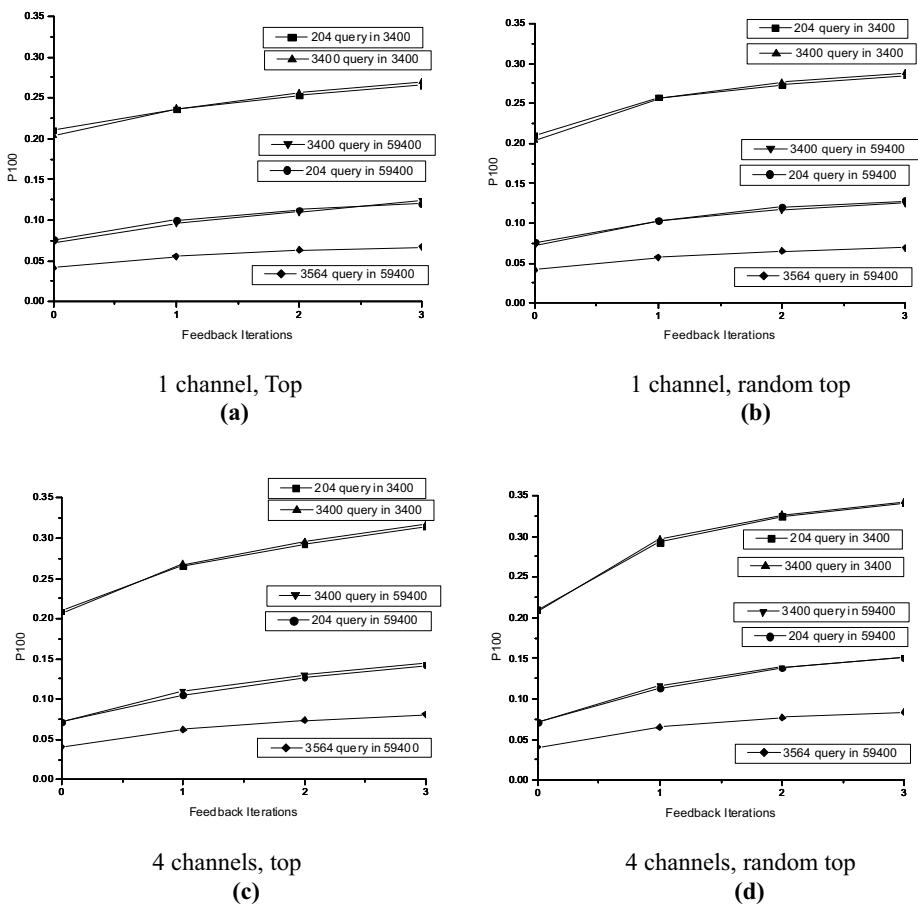 0.35
0.30
0.25
0.20
0.15
0.10
0.05
0.00
P100
0
1
2
3
Feedback Iterations
204 query in 3400
3400 query in 3400
3400 query in 59400
204 query in 59400
3564 query in 59400
1 channel, Top
(a)
0.35
0.30
0.25
0.20
0.15
0.10
0.05
0.00
P100
0
1
2
3
Feedback Iterations
204 query in 3400
3400 query in 3400
3400 query in 59400
204 query in 59400
3564 query in 59400
1 channel, random top
(b)
0.35
0.30
0.25
0.20
0.15
0.10
0.05
0.00
P100
0
1
2
3
Feedback Iterations
204 query in 3400
3400 query in 3400
3400 query in 59400
204 query in 59400
3564 query in 59400
4 channels, top
(c)
0.35
0.30
0.25
0.20
0.15
0.10
0.05
0.00
P100
0
1
2
3
Feedback Iterations
204 query in 3400
3400 query in 3400
3400 query in 59400
204 query in 59400
3564 query in 59400
4 channels, random top
(d)